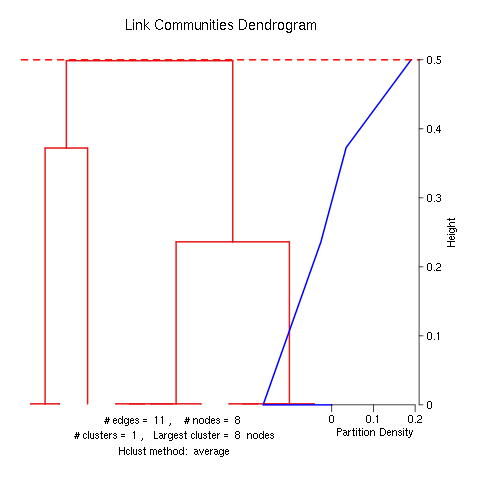 Link Communities Dendrogram
0.5
0.4
0.3
0.2
0.1
0
Height
0 0.1 0.2
Partition Density
# edges = 11 , # nodes = 8
# clusters = 1 , Largest cluster = 8 nodes
Hclust method: average